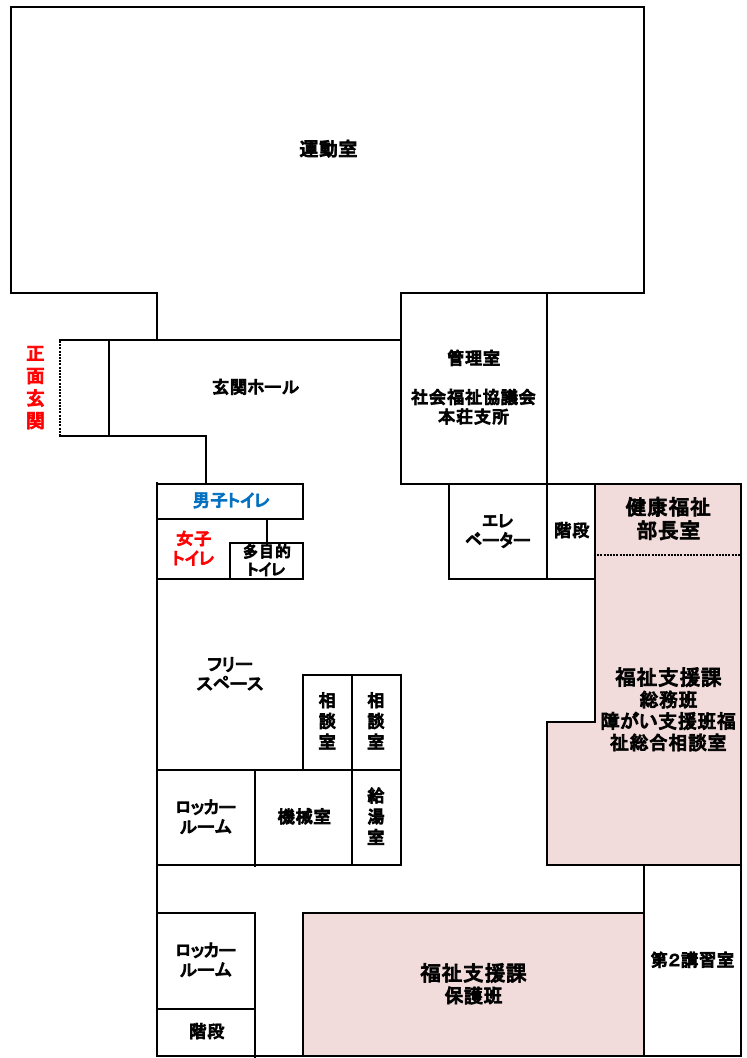 運動室
正面玄関
玄関ホール
管理室
社会福祉協議会
本荘支所
男子トイレ
女子
トイレ
多目的
トイレ
エレ
ベーター
階段
健康福祉
部長室
フリー
スペース
相談室
相談室
福祉支援課
総務班
障がい支援班福
祉総合相談室
ロッカー
ルーム
機械室
給湯室
ロッカー
ルーム
階段
福祉支援課
保護班
第2講習室